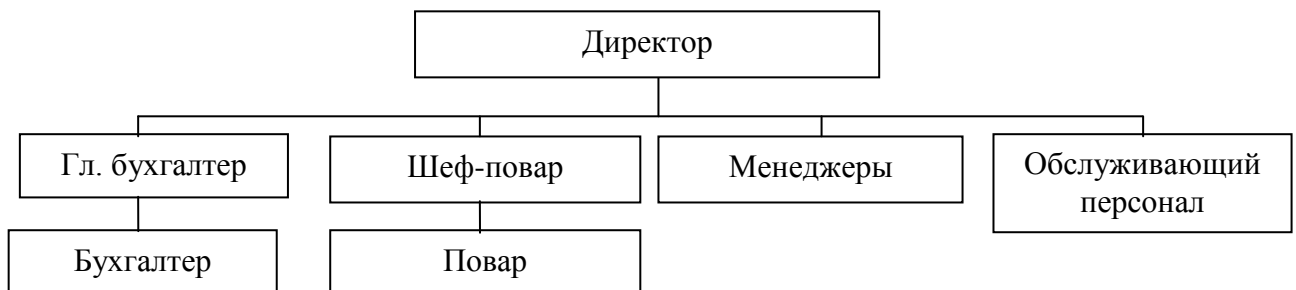 Директор
Гл. бухгалтер
Шеф-повар
Менеджеры
Обслуживающий
персонал
Бухгалтер
Повар